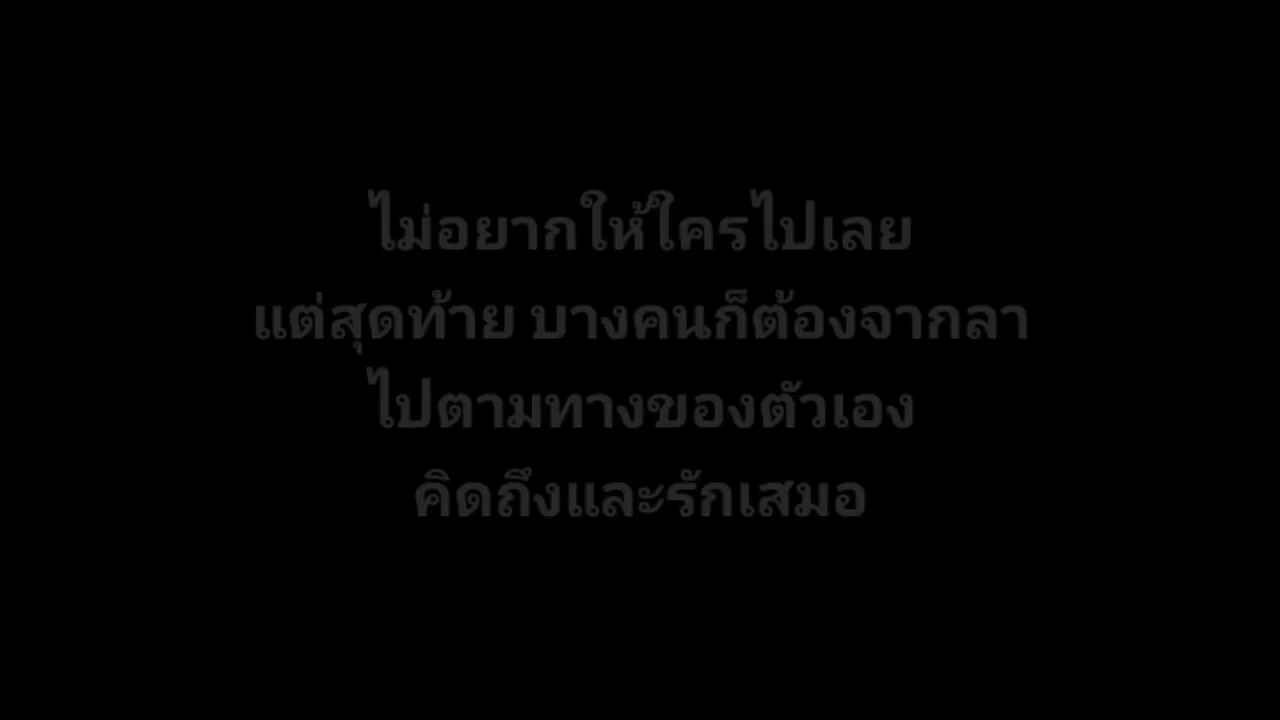 ไม่อยากให้ใครไปเลย
แต่สุดท้าย บางคนก็ต้องจากลา
ไปตามทางของตัวเอง
คิดถึงและรักเสมอ